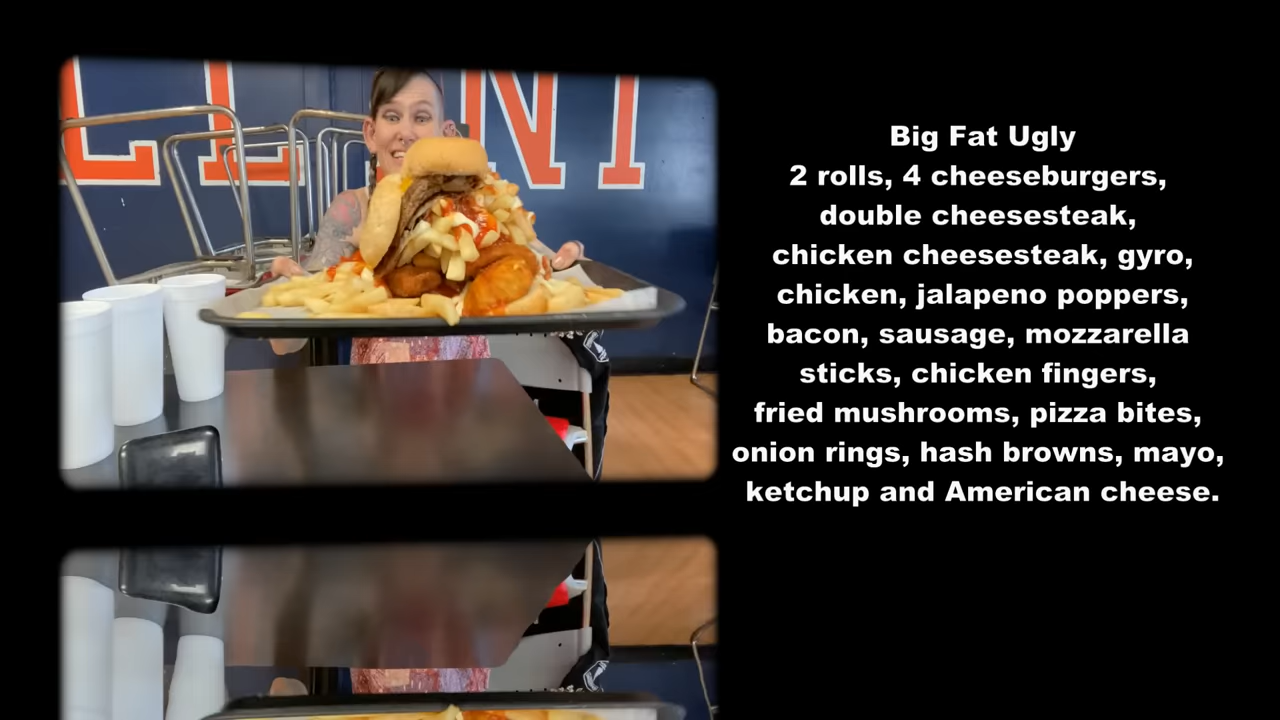 LLINI
Big Fat Ugly
2 rolls, 4 cheeseburgers,
double cheesesteak,
chicken cheesesteak, gyro,
chicken, jalapeno poppers,
bacon, sausage, mozzarella
sticks, chicken fingers,
fried mushrooms, pizza bites,
onion rings, hash browns, mayo,
ketchup and American cheese.